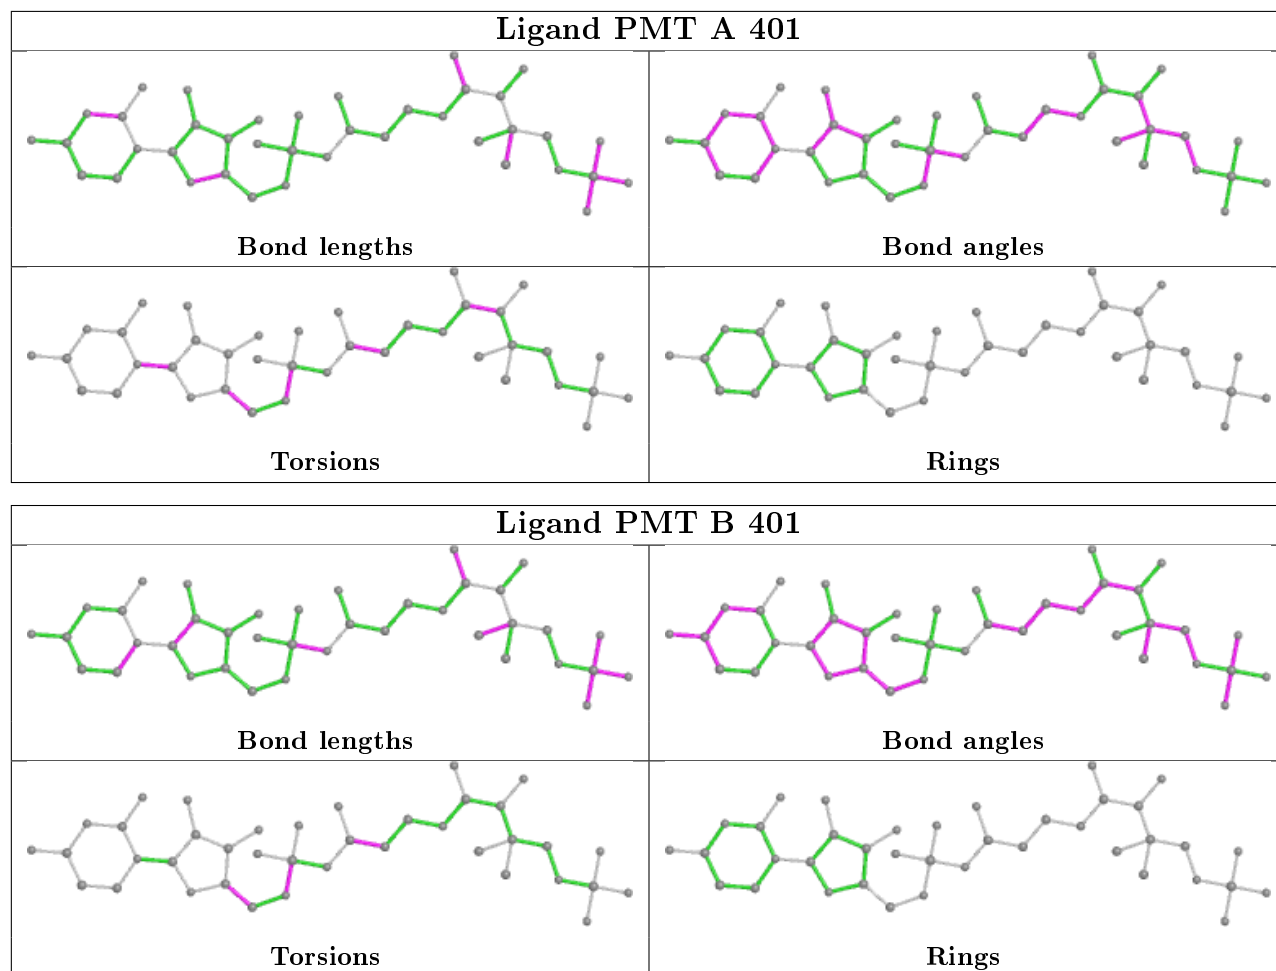 Ligand PMT A 401
Bond lengths
Bond angles
Torsions
Rings
Ligand PMT B 401
Bond lengths
Bond angles
Torsions
Rings